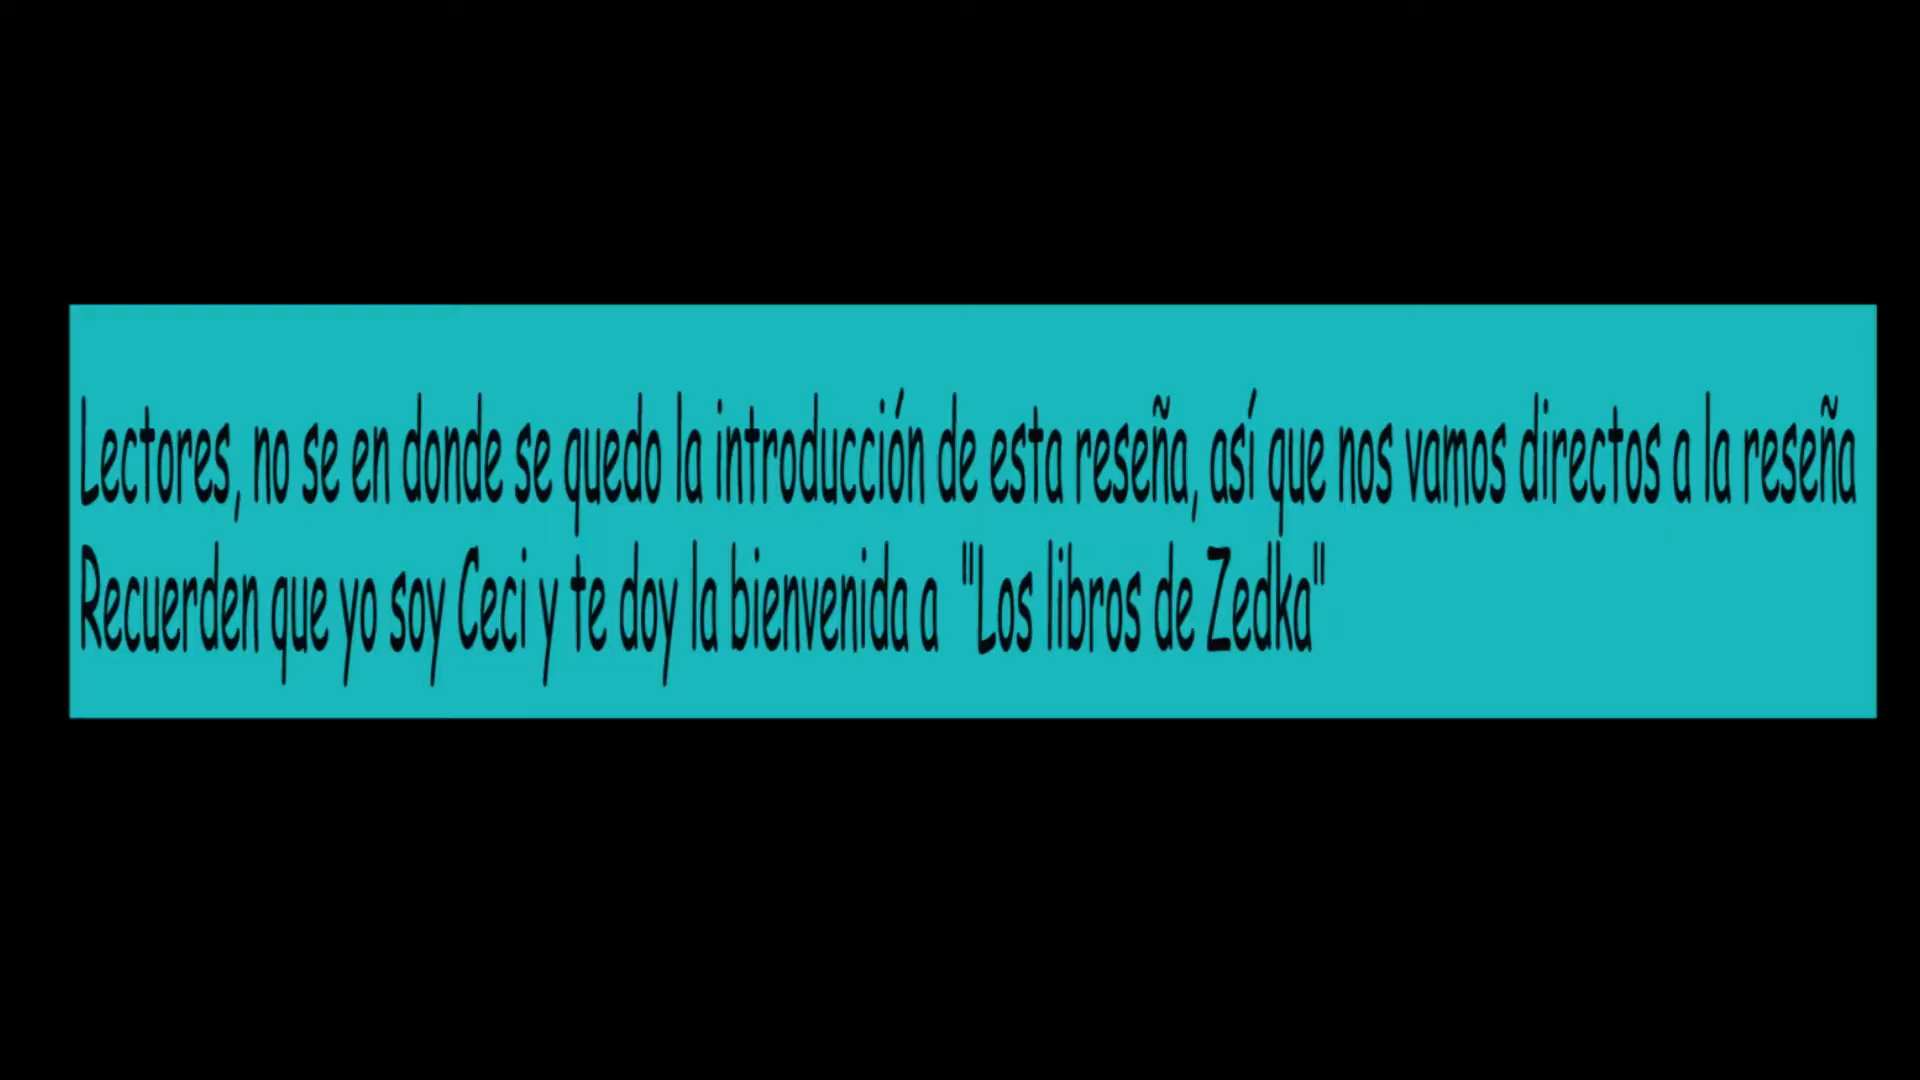 Lectores, no se en donde se quedo la introducción de esta reseña, así que nos vamos directos a la reseña
Recuerden que yo soy Ceci y te doy la bienvenida a "Los libros de Zedka"